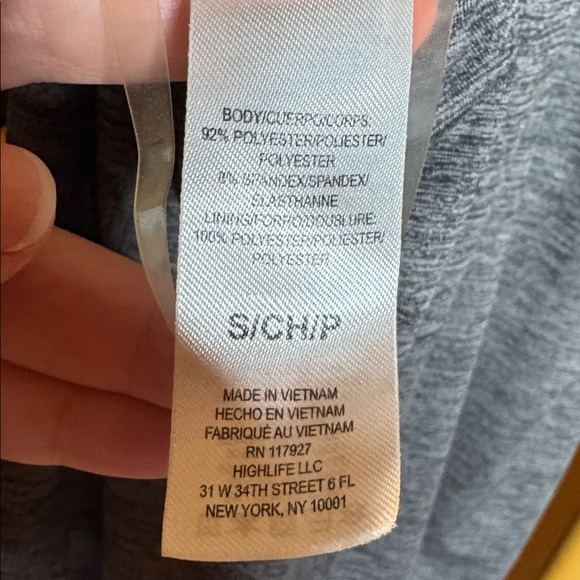 BODY/CUERPO/CORPS:
92% POLYESTER/POLIESTER/
POLYESTER
8% SPANDEX/SPANDEX/
ELASTHANNE
LINING/FORRO/DOUBLURE:
100% POLYESTER/POLIESTER/
POLYESTER
S/CH/P
MADE IN VIETNAM
HECHO EN VIETNAM
FABRIQUÉ AU VIETNAM
RN 117927
HIGHLIFE LLC
31 W 34TH STREET 6 FL
NEW YORK, NY 10001